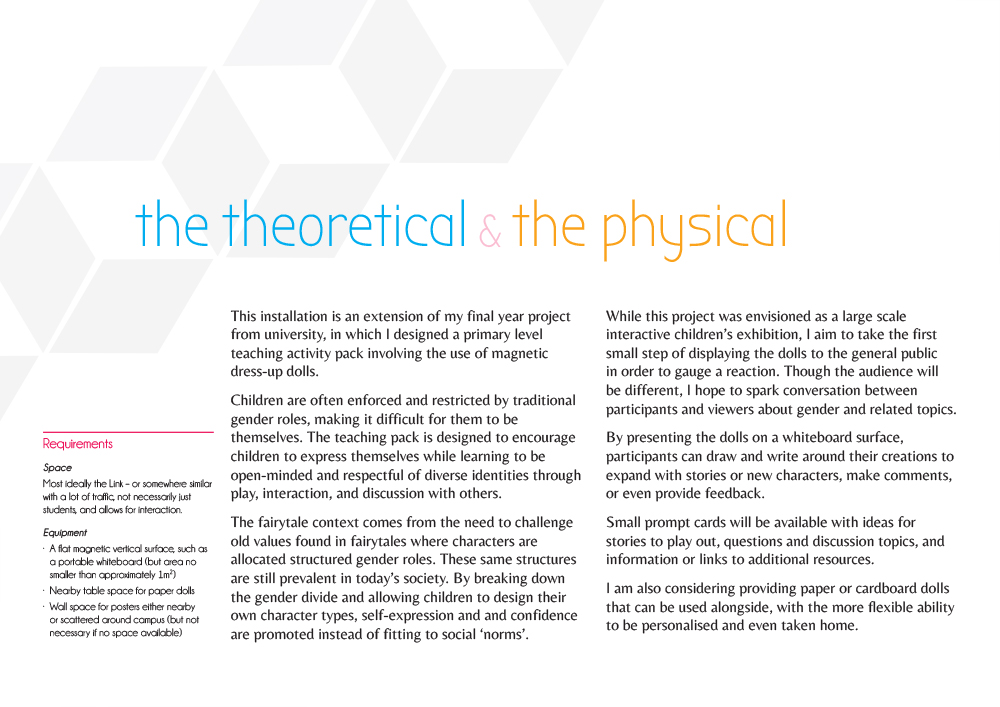 the theoretical & the physical
Requirements
Space
Most ideally the Link – or somewhere similar
with a lot of traffic, not necessarily just
students, and allows for interaction.
Equipment
· A flat magnetic vertical surface, such as
a portable whiteboard (but area no
smaller than approximately 1m²)
· Nearby table space for paper dolls
· Wall space for posters either nearby
or scattered around campus (but not
necessary if no space available)
This installation is an extension of my final year project
from university, in which I designed a primary level
teaching activity pack involving the use of magnetic
dress-up dolls.
Children are often enforced and restricted by traditional
gender roles, making it difficult for them to be
themselves. The teaching pack is designed to encourage
children to express themselves while learning to be
open-minded and respectful of diverse identities through
play, interaction, and discussion with others.
The fairytale context comes from the need to challenge
old values found in fairytales where characters are
allocated structured gender roles. These same structures
are still prevalent in today’s society. By breaking down
the gender divide and allowing children to design their
own character types, self-expression and and confidence
are promoted instead of fitting to social ‘norms’.
While this project was envisioned as a large scale
interactive children’s exhibition, I aim to take the first
small step of displaying the dolls to the general public
in order to gauge a reaction. Though the audience will
be different, I hope to spark conversation between
participants and viewers about gender and related topics.
By presenting the dolls on a whiteboard surface,
participants can draw and write around their creations to
expand with stories or new characters, make comments,
or even provide feedback.
Small prompt cards will be available with ideas for
stories to play out, questions and discussion topics, and
information or links to additional resources.
I am also considering providing paper or cardboard dolls
that can be used alongside, with the more flexible ability
to be personalised and even taken home.